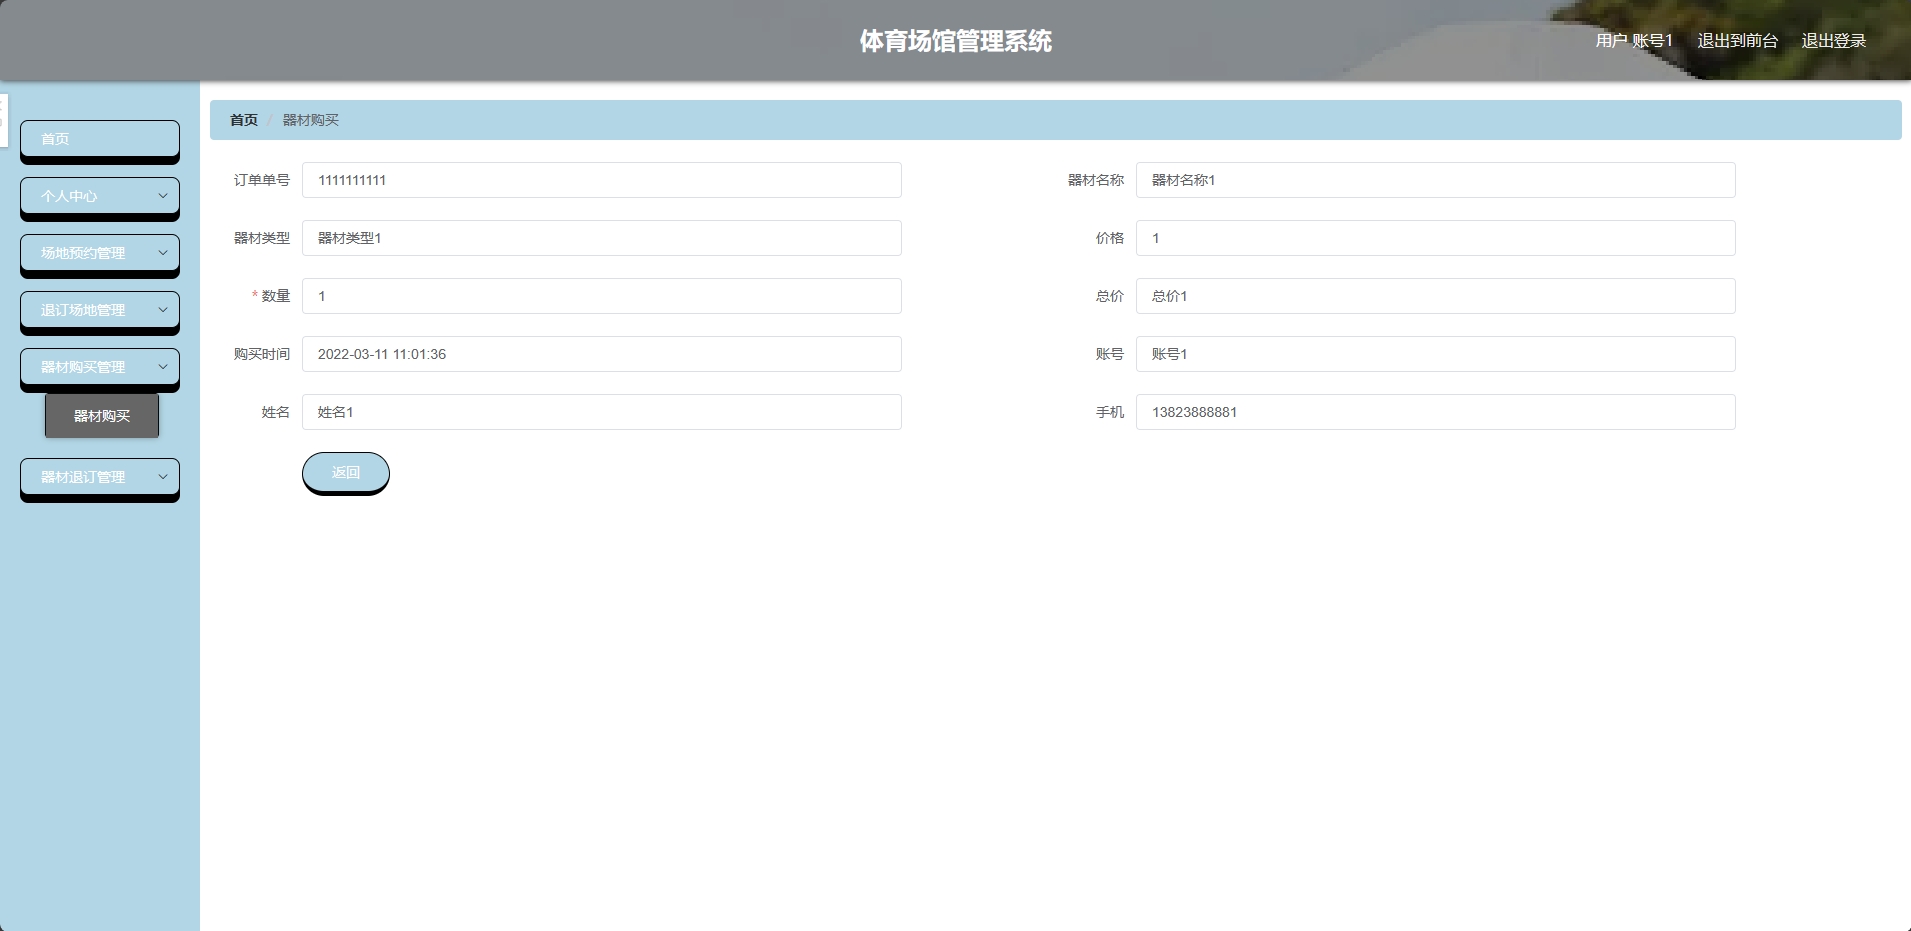 体育场馆管理系统
用户 账号1 退出到前台 退出登录
首页
个人中心
场地预约管理
退订场地管理
器材购买管理
器材购买
器材退订管理
首页 / 器材购买
订单单号 1111111111
器材名称 器材名称1
器材类型 器材类型1
价格 1
* 数量 1
总价 总价1
购买时间 2022-03-11 11:01:36
账号 账号1
姓名 姓名1
手机 13823888881
返回